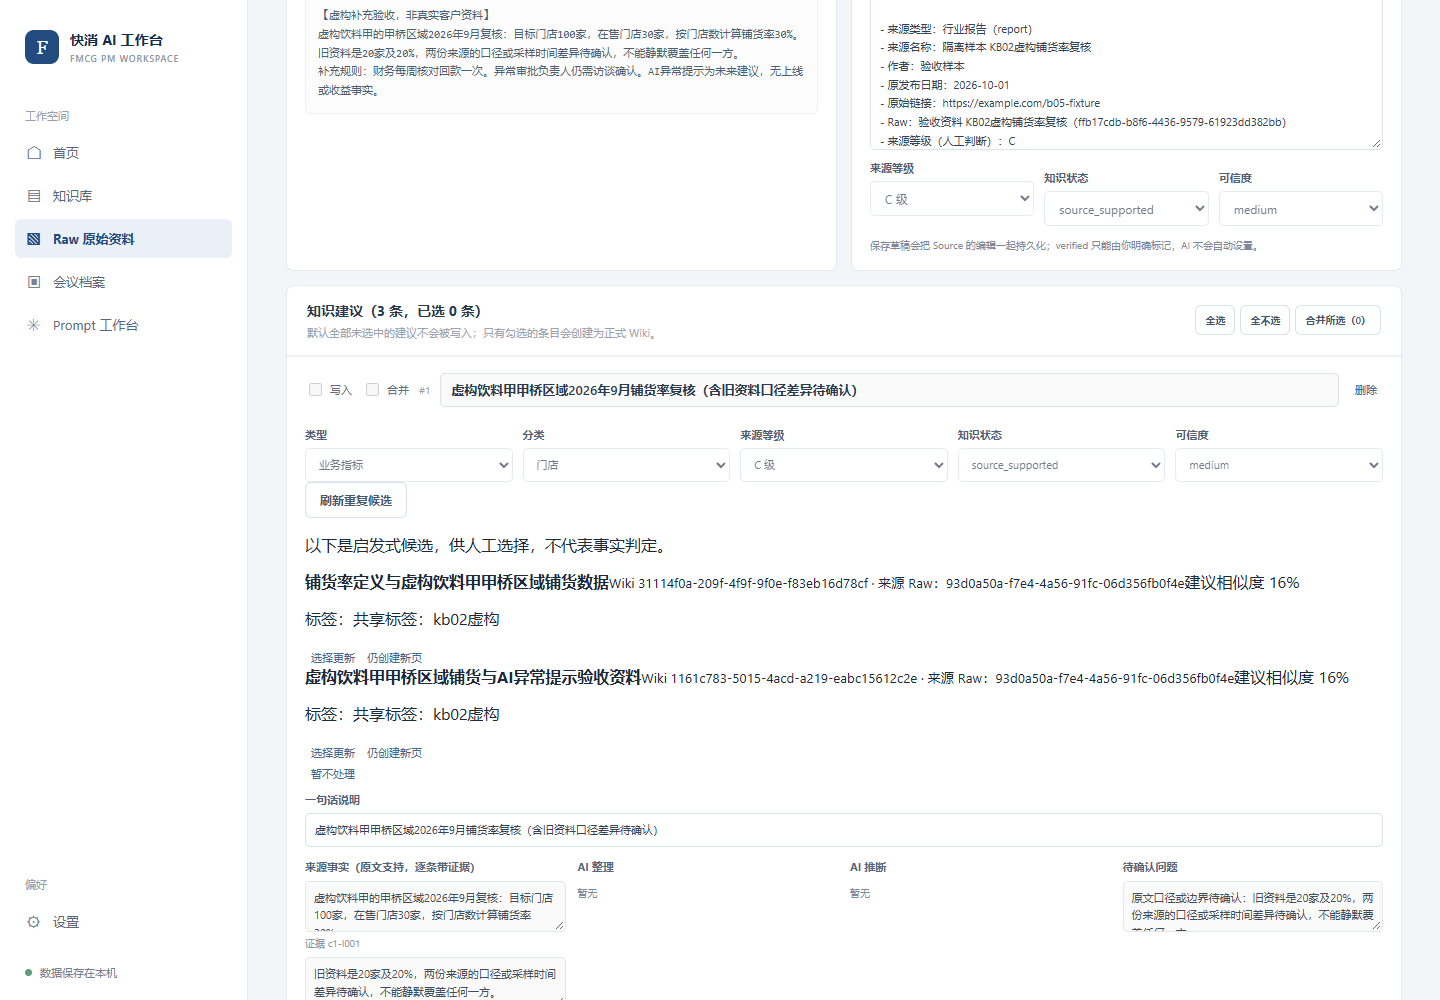 F
快消 AI 工作台
FMCG PM WORKSPACE
工作空间
首页
知识库
Raw 原始资料
会议档案
Prompt 工作台
偏好
设置
数据保存在本机
【虚构补充验收，非真实客户资料】
虚构饮料甲的甲桥区域2026年9月复核：目标门店100家，在售门店30家，按门店数计算铺货率30%。
旧资料是20家及20%，两份来源的口径或采样时间差异待确认，不能静默覆盖任何一方。
补充规则：财务每周核对回款一次。异常审批负责人仍需访谈确认。AI异常提示为未来建议，无上线
或收益事实。
- 来源类型：行业报告（report）
- 来源名称：隔离样本 KB02虚构铺货率复核
- 作者：验收样本
- 原发布日期：2026-10-01
- 原始链接：https://example.com/b05-fixture
- Raw：验收资料 KB02虚构铺货率复核（ffb17cdb-b8f6-4436-9579-61923dd382bb）
- 来源等级（人工判断）：C
来源等级
知识状态
可信度
C 级
source_supported
medium
保存草稿会把 Source 的编辑一起持久化；verified 只能由你明确标记，AI 不会自动设置。
知识建议（3 条，已选 0 条）
默认全部未选中的建议不会被写入；只有勾选的条目会创建为正式 Wiki。
全选
全不选
合并所选（0）
写入
合并
#1
虚构饮料甲甲桥区域2026年9月铺货率复核（含旧资料口径差异待确认）
删除
类型
分类
来源等级
知识状态
可信度
业务指标
门店
C 级
source_supported
medium
刷新重复候选
以下是启发式候选，供人工选择，不代表事实判定。
铺货率定义与虚构饮料甲甲桥区域铺货数据Wiki 31114f0a-209f-4f9f-9f0e-f83eb16d78cf · 来源 Raw：93d0a50a-f7e4-4a56-91fc-06d356fb0f4e建议相似度 16%
标签：共享标签：kb02虚构
选择更新
仍创建新页
虚构饮料甲甲桥区域铺货与AI异常提示验收资料Wiki 1161c783-5015-4acd-a219-eabc15612c2e · 来源 Raw：93d0a50a-f7e4-4a56-91fc-06d356fb0f4e建议相似度 16%
标签：共享标签：kb02虚构
选择更新
仍创建新页
暂不处理
一句话说明
虚构饮料甲甲桥区域2026年9月铺货率复核（含旧资料口径差异待确认）
来源事实（原文支持，逐条带证据）
虚构饮料甲的甲桥区域2026年9月复核：目标门店
100家，在售门店30家，按门店数计算铺货率
证据 c1-l001
旧资料是20家及20%，两份来源的口径或采样时间
差异待确认，不能静默覆盖任何一方。
AI 整理
暂无
AI 推断
暂无
待确认问题
原文口径或边界待确认：旧资料是20家及20%，两
份来源的口径或采样时间差异待确认，不能静默覆